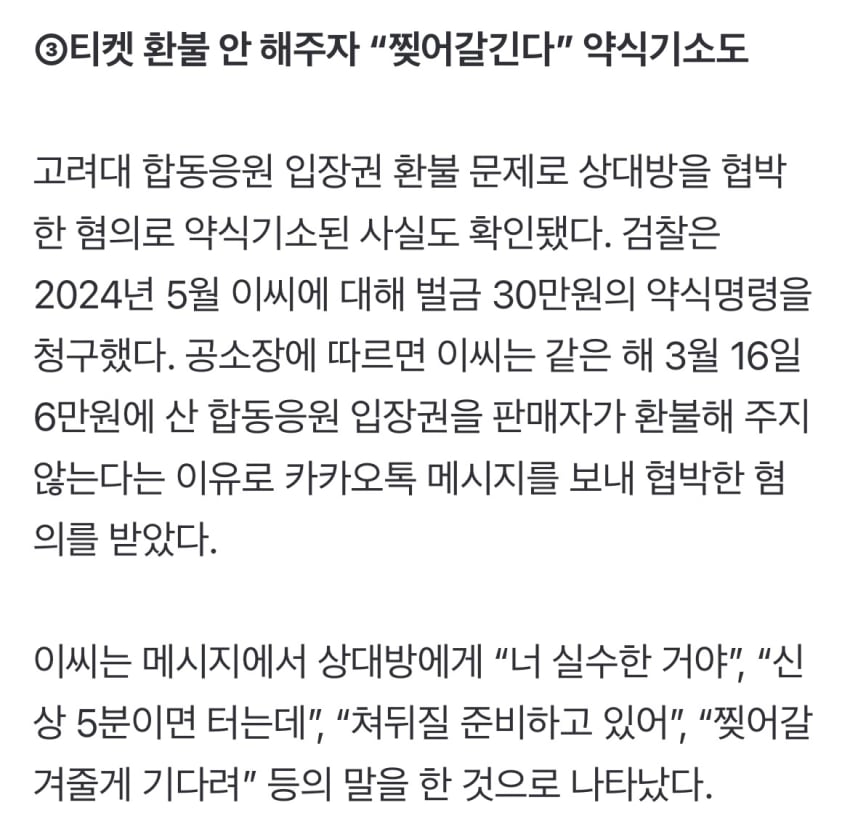 ③티켓 환불 안 해주자 “찢어갈긴다” 약식기소도
고려대 합동응원 입장권 환불 문제로 상대방을 협박
한 혐의로 약식기소된 사실도 확인됐다. 검찰은
2024년 5월 이씨에 대해 벌금 30만원의 약식명령을
청구했다. 공소장에 따르면 이씨는 같은 해 3월 16일
6만원에 산 합동응원 입장권을 판매자가 환불해 주지
않는다는 이유로 카카오톡 메시지를 보내 협박한 혐
의를 받았다.
이씨는 메시지에서 상대방에게 “너 실수한 거야”, “신
상 5분이면 터는데”, “쳐뒤질 준비하고 있어”, “찢어갈
겨줄게 기다려” 등의 말을 한 것으로 나타났다.